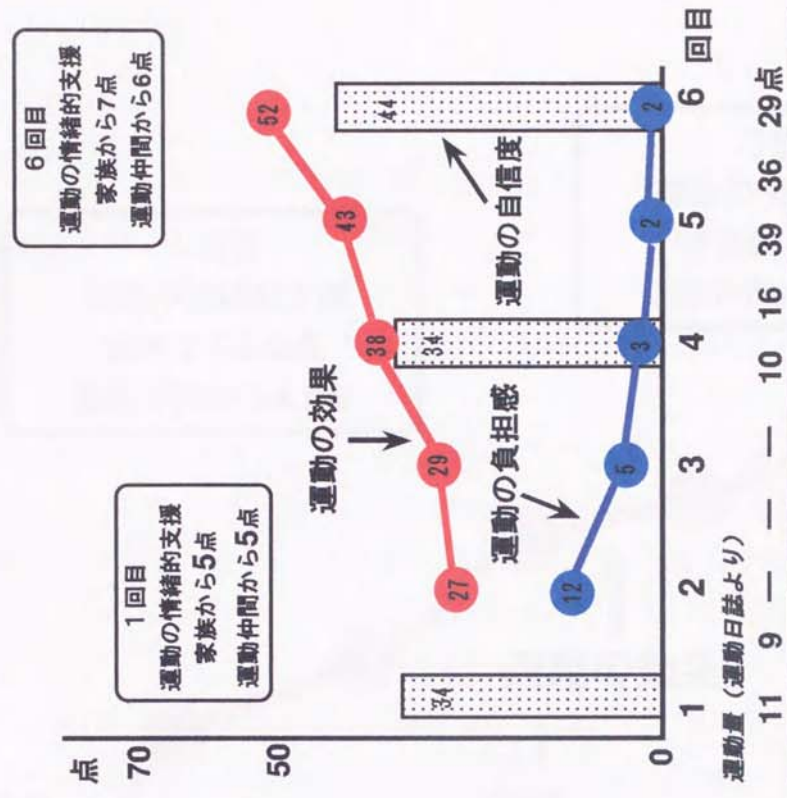 点
70
50
0
1回目
運動の情緒的支援
家族から5点
運動仲間から5点
6回目
運動の情緒的支援
家族から7点
運動仲間から6点
運動の効果
運動の負担感
運動の自信度
27
29
38
43
52
12
5
3
2
2
34
34
44
1 2 3 4 5 6 回目
運動量（運動日誌より）
11 9 — — — 10 16 39 36 29点